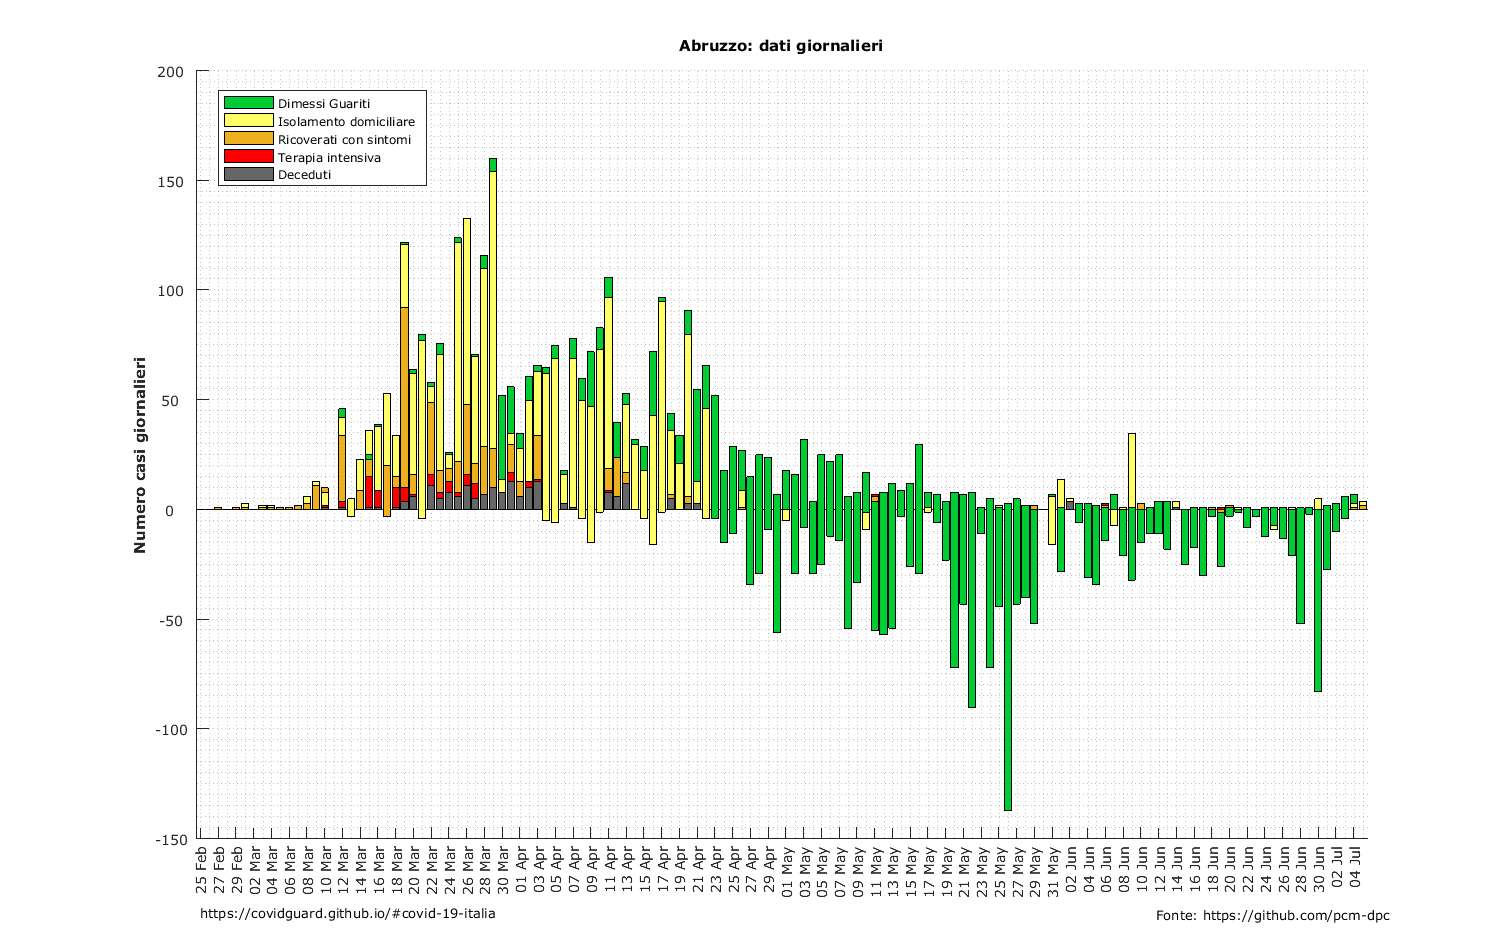 Abruzzo: dati giornalieri
Numero casi giornalieri
200
150
100
50
0
-50
-100
-150
Dimessi Guariti
Isolamento domiciliare
Ricoverati con sintomi
Terapia intensiva
Deceduti
25 Feb
27 Feb
29 Feb
02 Mar
04 Mar
06 Mar
08 Mar
10 Mar
12 Mar
14 Mar
16 Mar
18 Mar
20 Mar
22 Mar
24 Mar
26 Mar
28 Mar
30 Mar
01 Apr
03 Apr
05 Apr
07 Apr
09 Apr
11 Apr
13 Apr
15 Apr
17 Apr
19 Apr
21 Apr
23 Apr
25 Apr
27 Apr
29 Apr
01 May
03 May
05 May
07 May
09 May
11 May
13 May
15 May
17 May
19 May
21 May
23 May
25 May
27 May
29 May
31 May
02 Jun
04 Jun
06 Jun
08 Jun
10 Jun
12 Jun
14 Jun
16 Jun
18 Jun
20 Jun
22 Jun
24 Jun
26 Jun
28 Jun
30 Jun
02 Jul
04 Jul
https://covidguard.github.io/#covid-19-italia
Fonte: https://github.com/pcm-dpc